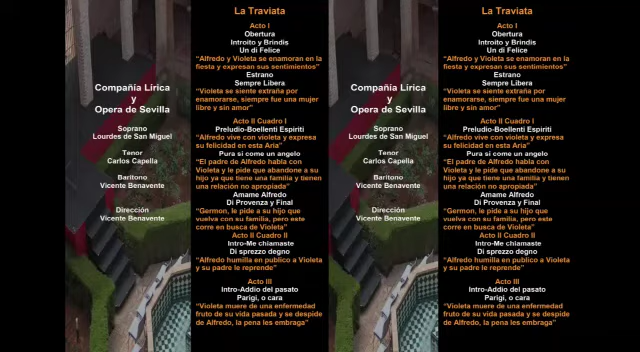 Compañía Lírica
y
Opera de Sevilla
Soprano
Lourdes de San Miguel
Tenor
Carlos Capella
Baritono
Vicente Benavente
Dirección
Vicente Benavente
La Traviata
Acto I
Obertura
Introito y Brindis
Un di Felice
“Alfredo y Violeta se enamoran en la
fiesta y expresan sus sentimientos”
Estrano
Sempre Libera
“Violeta se siente extraña por
enamorarse, siempre fue una mujer
libre y sin amor”
Acto II Cuadro I
Preludio-Boellenti Espiriti
“Alfredo vive con violeta y expresa
su felicidad en esta Aria”
Pura si come un angelo
“El padre de Alfredo habla con
Violeta y le pide que abandone a su
hijo ya que tiene una familia y tienen
una relación no apropiada”
Amame Alfredo
Di Provenza y Final
“Germon, le pide a su hijo que
vuelva con su familia, pero este
corre en busca de Violeta”
Acto II Cuadro II
Intro-Me chiamaste
Di sprezzo degno
“Alfredo humilla en publico a Violeta
y su padre le reprende”
Acto III
Intro-Addio del pasato
Parigi, o cara
“Violeta muere de una enfermedad
fruto de su vida pasada y se despide
de Alfredo, la pena les embraga”
Compañía Lírica
y
Opera de Sevilla
Soprano
Lourdes de San Miguel
Tenor
Carlos Capella
Baritono
Vicente Benavente
Dirección
Vicente Benavente
La Traviata
Acto I
Obertura
Introito y Brindis
Un di Felice
“Alfredo y Violeta se enamoran en la
fiesta y expresan sus sentimientos”
Estrano
Sempre Libera
“Violeta se siente extraña por
enamorarse, siempre fue una mujer
libre y sin amor”
Acto II Cuadro I
Preludio-Boellenti Espiriti
“Alfredo vive con violeta y expresa
su felicidad en esta Aria”
Pura si come un angelo
“El padre de Alfredo habla con
Violeta y le pide que abandone a su
hijo ya que tiene una familia y tienen
una relación no apropiada”
Amame Alfredo
Di Provenza y Final
“Germon, le pide a su hijo que
vuelva con su familia, pero este
corre en busca de Violeta”
Acto II Cuadro II
Intro-Me chiamaste
Di sprezzo degno
“Alfredo humilla en publico a Violeta
y su padre le reprende”
Acto III
Intro-Addio del pasato
Parigi, o cara
“Violeta muere de una enfermedad
fruto de su vida pasada y se despide
de Alfredo, la pena les embraga”